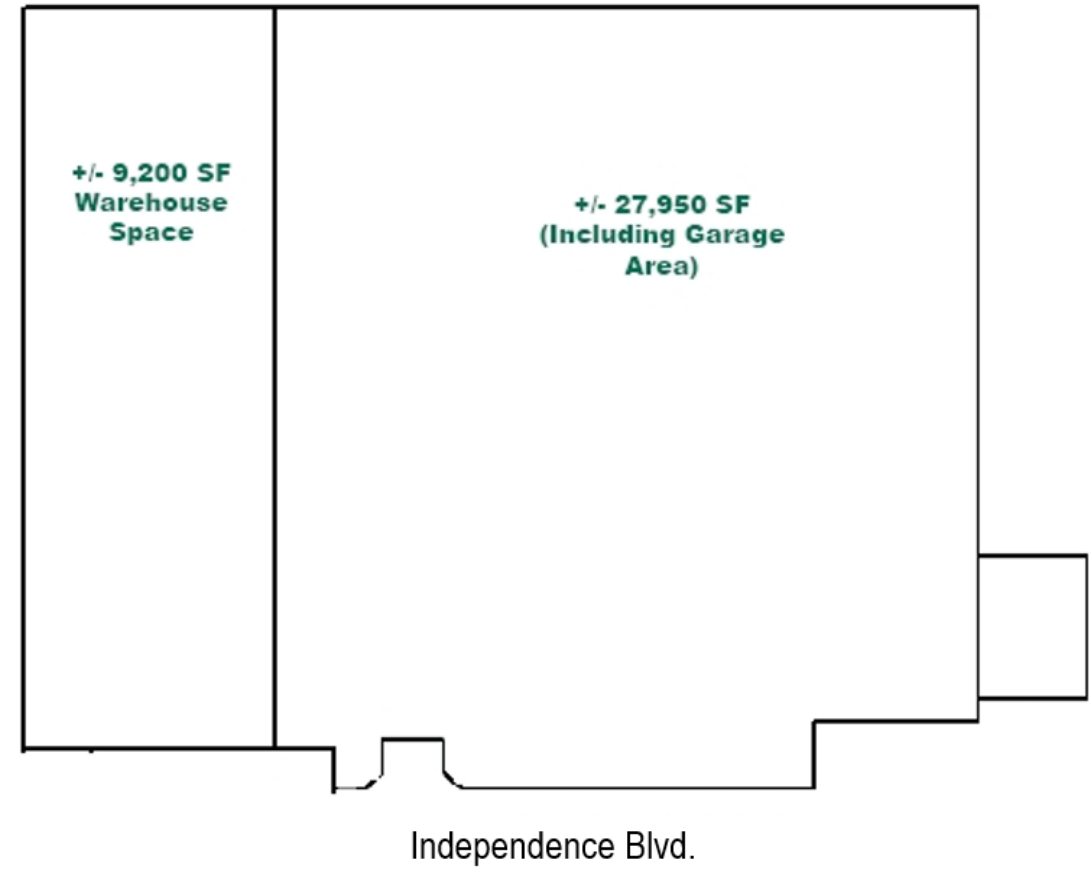 +/- 9,200 SF
Warehouse
Space
+/- 27,950 SF
(Including Garage
Area)
Independence Blvd.